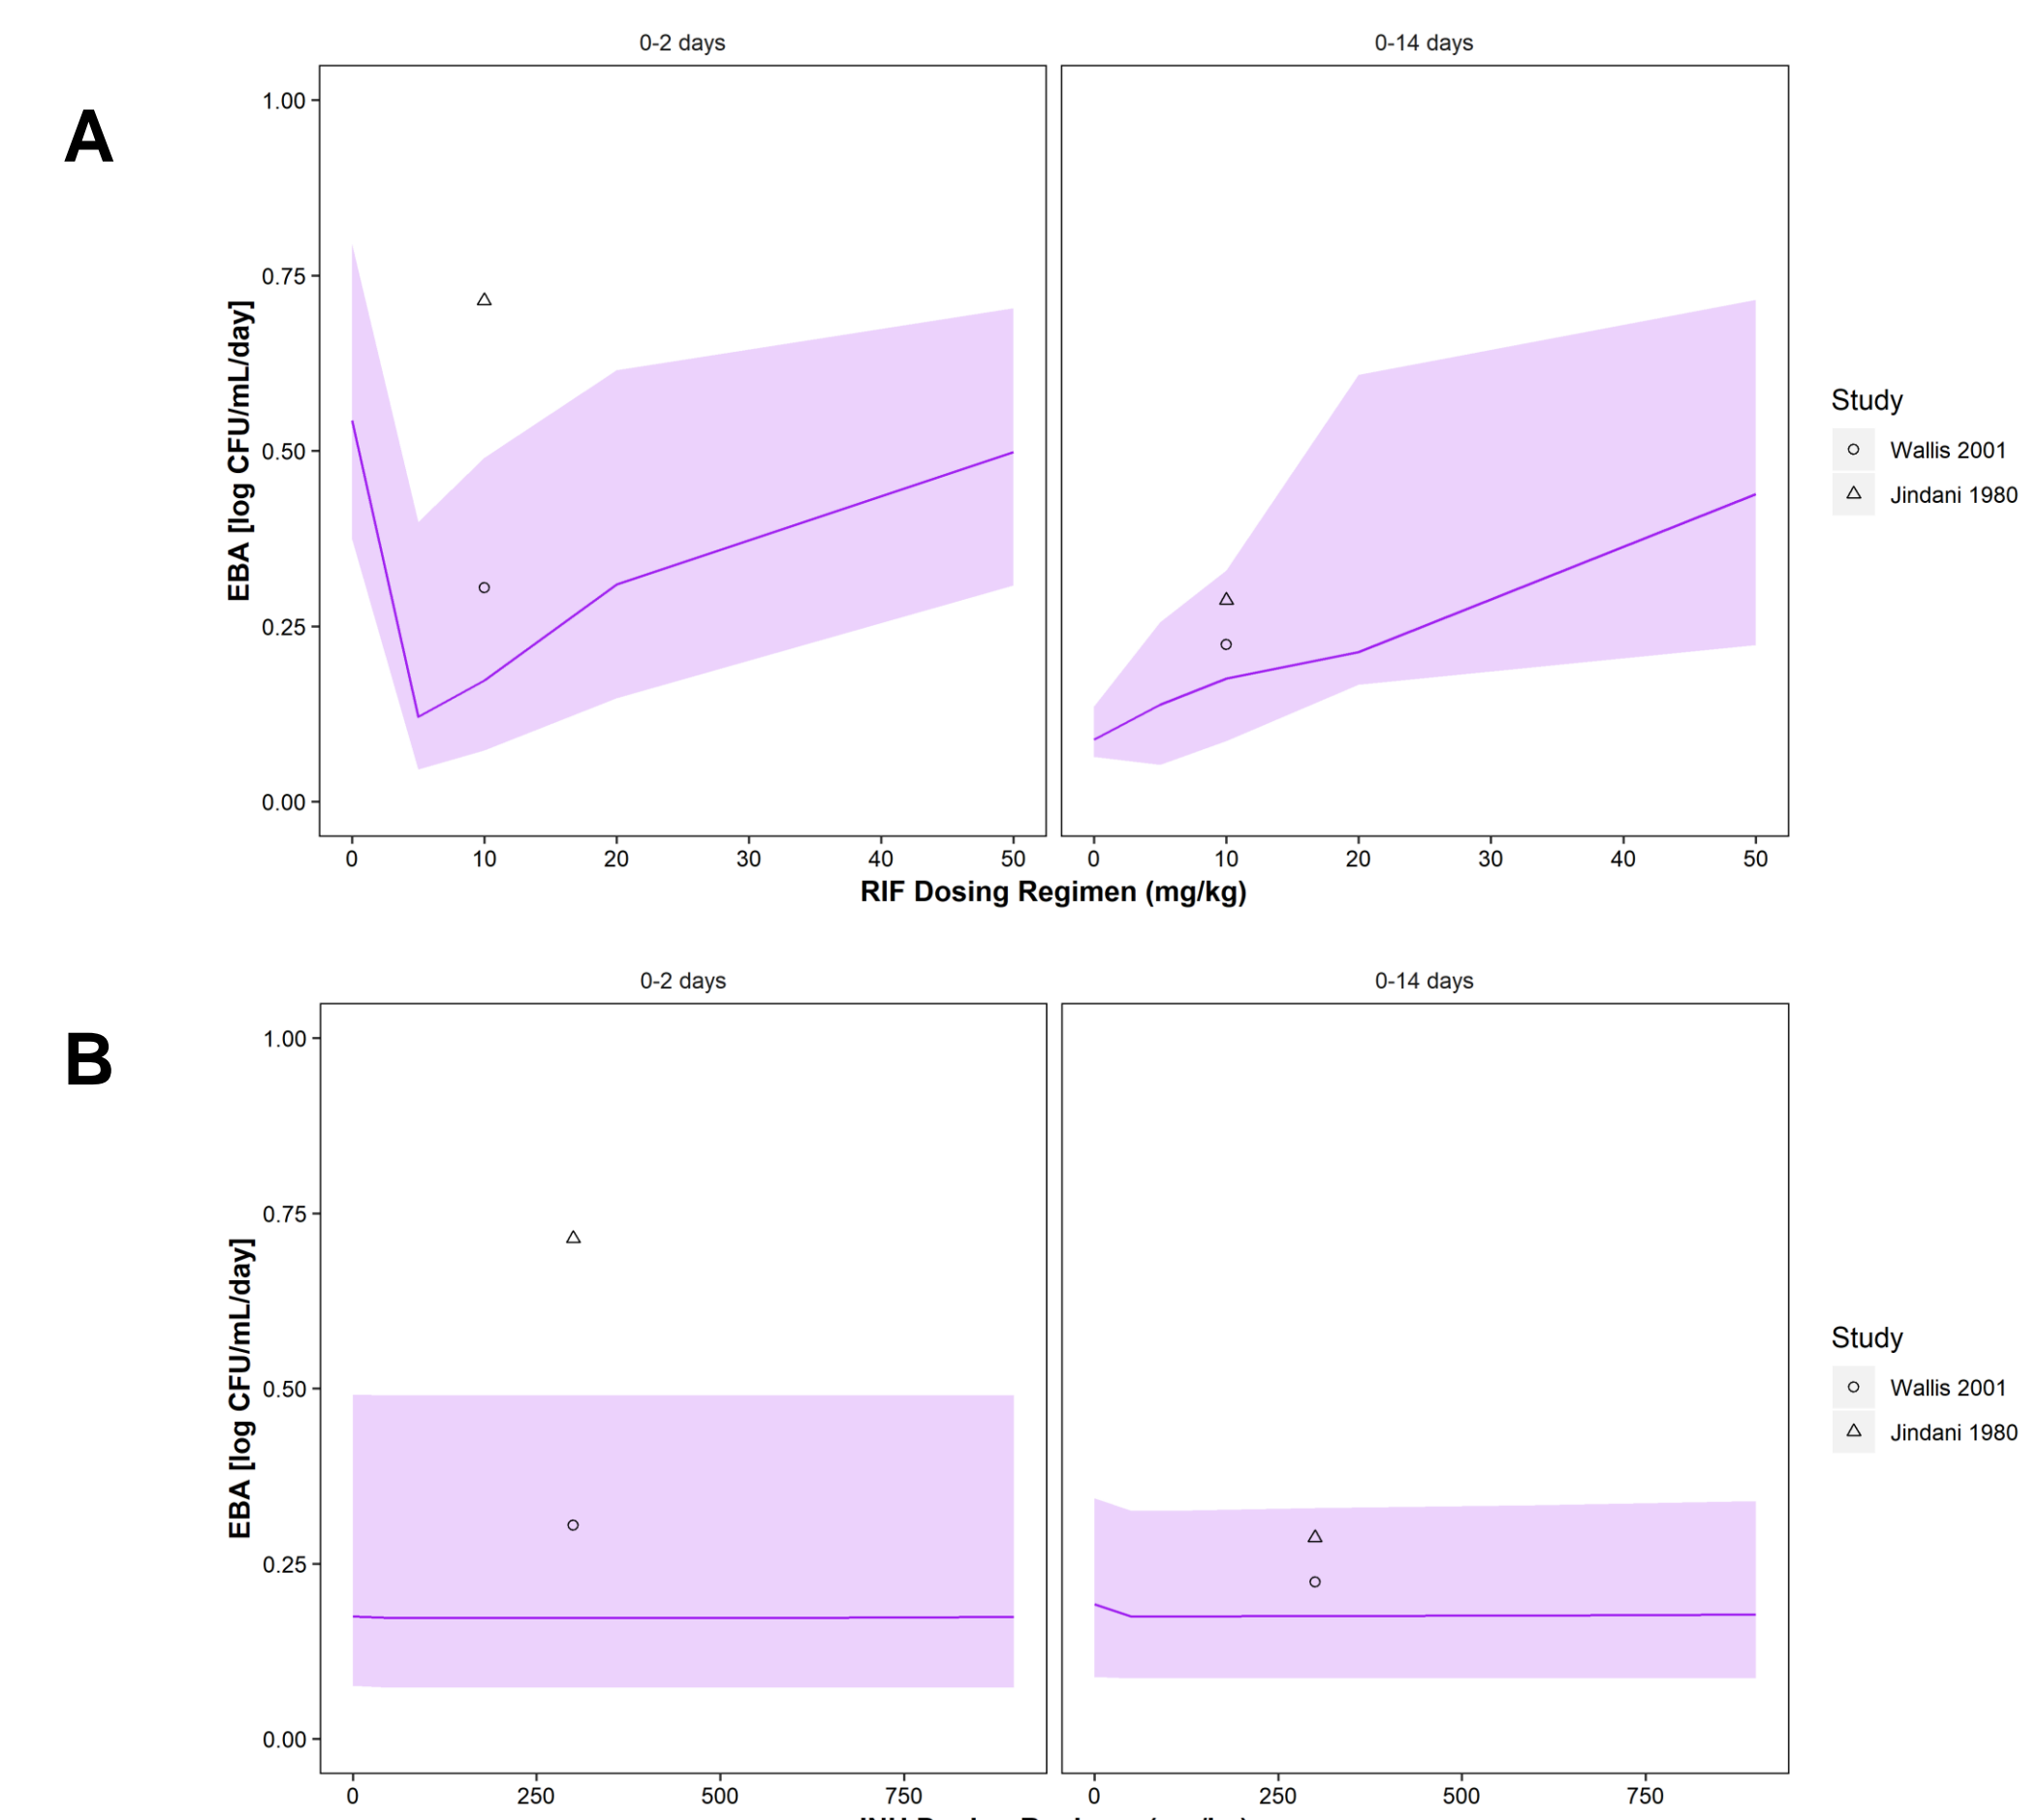 0-2 days 0-14 days
A
1.00
0.75
0.50
0.25
0.00
EBA [log CFU/mL/day]
0 10 20 30 40 50 0 10 20 30 40 50
RIF Dosing Regimen (mg/kg)
Study
Wallis 2001
Jindani 1980
0-2 days 0-14 days
B
1.00
0.75
0.50
0.25
0.00
EBA [log CFU/mL/day]
0 250 500 750 0 250 500 750
Study
Wallis 2001
Jindani 1980